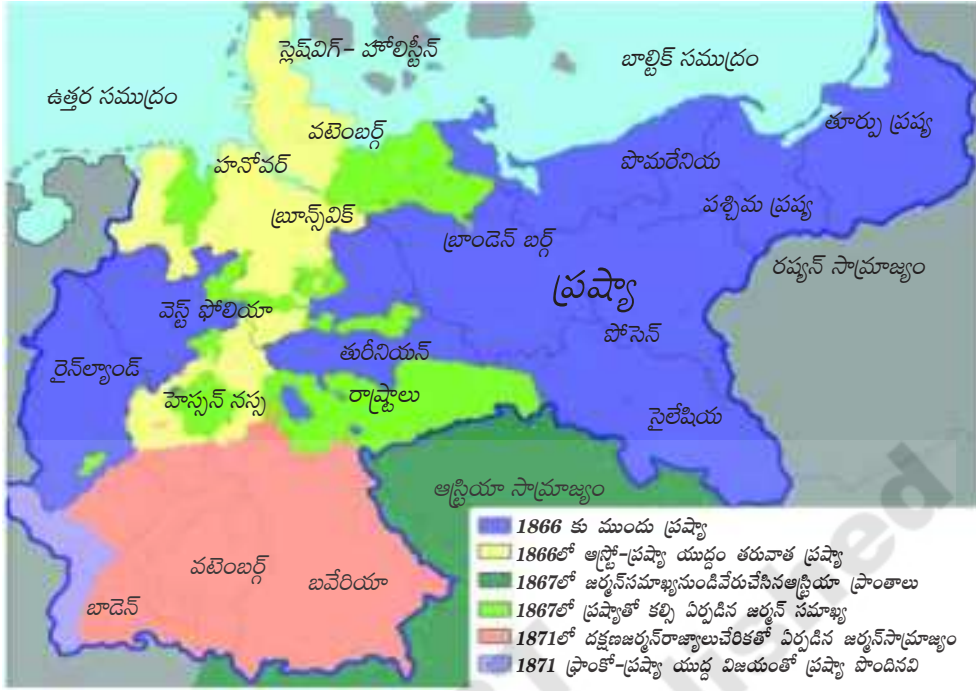 స్లెష్‌విగ్- హోలిస్టీన్
బాల్టిక్ సముద్రం
ఉత్తర సముద్రం
తూర్పు ప్రష్య
వటెంబర్గ్
హనోవర్
పొమరేనియ
పశ్చిమ ప్రష్య
బ్రూన్స్‌విక్
బ్రాండెన్ బర్గ్
రష్యన్ సామ్రాజ్యం
ప్రష్యా
వెస్ట్ ఫోలియా
పోసెన్
తురీనియన్
రైన్‌ల్యాండ్
రాష్ట్రాలు
హెస్సన్ నస్స
సైలేషియ
ఆస్ట్రియా సామ్రాజ్యం
వటెంబర్గ్
బవేరియా
బాడెన్
1866 కు ముందు ప్రష్యా
1866లో ఆస్ట్రో-ప్రష్యా యుద్ధం తరువాత ప్రష్యా
1867లో జర్మన్‌సమాఖ్యనుండివేరుచేసినఆస్ట్రియా ప్రాంతాలు
1867లో ప్రష్యాతో కల్సి ఏర్పడిన జర్మన్ సమాఖ్య
1871లో దక్షణజర్మన్‌రాజ్యాలుచేరికతో ఏర్పడిన జర్మన్‌సామ్రాజ్యం
1871 ఫ్రాంకో-ప్రష్యా యుద్ధ విజయంతో ప్రష్యా పొందినవి